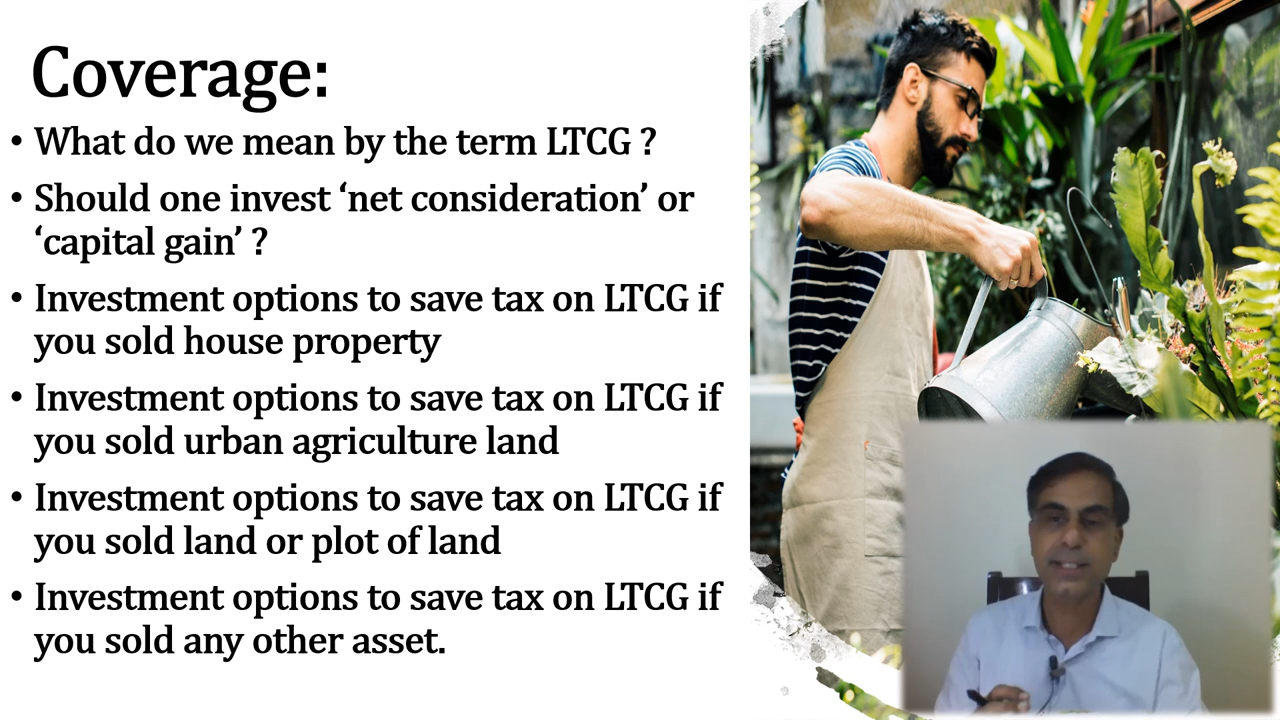 Coverage:
• What do we mean by the term LTCG ?
• Should one invest ‘net consideration’ or
‘capital gain’ ?
• Investment options to save tax on LTCG if
you sold house property
• Investment options to save tax on LTCG if
you sold urban agriculture land
• Investment options to save tax on LTCG if
you sold land or plot of land
• Investment options to save tax on LTCG if
you sold any other asset.